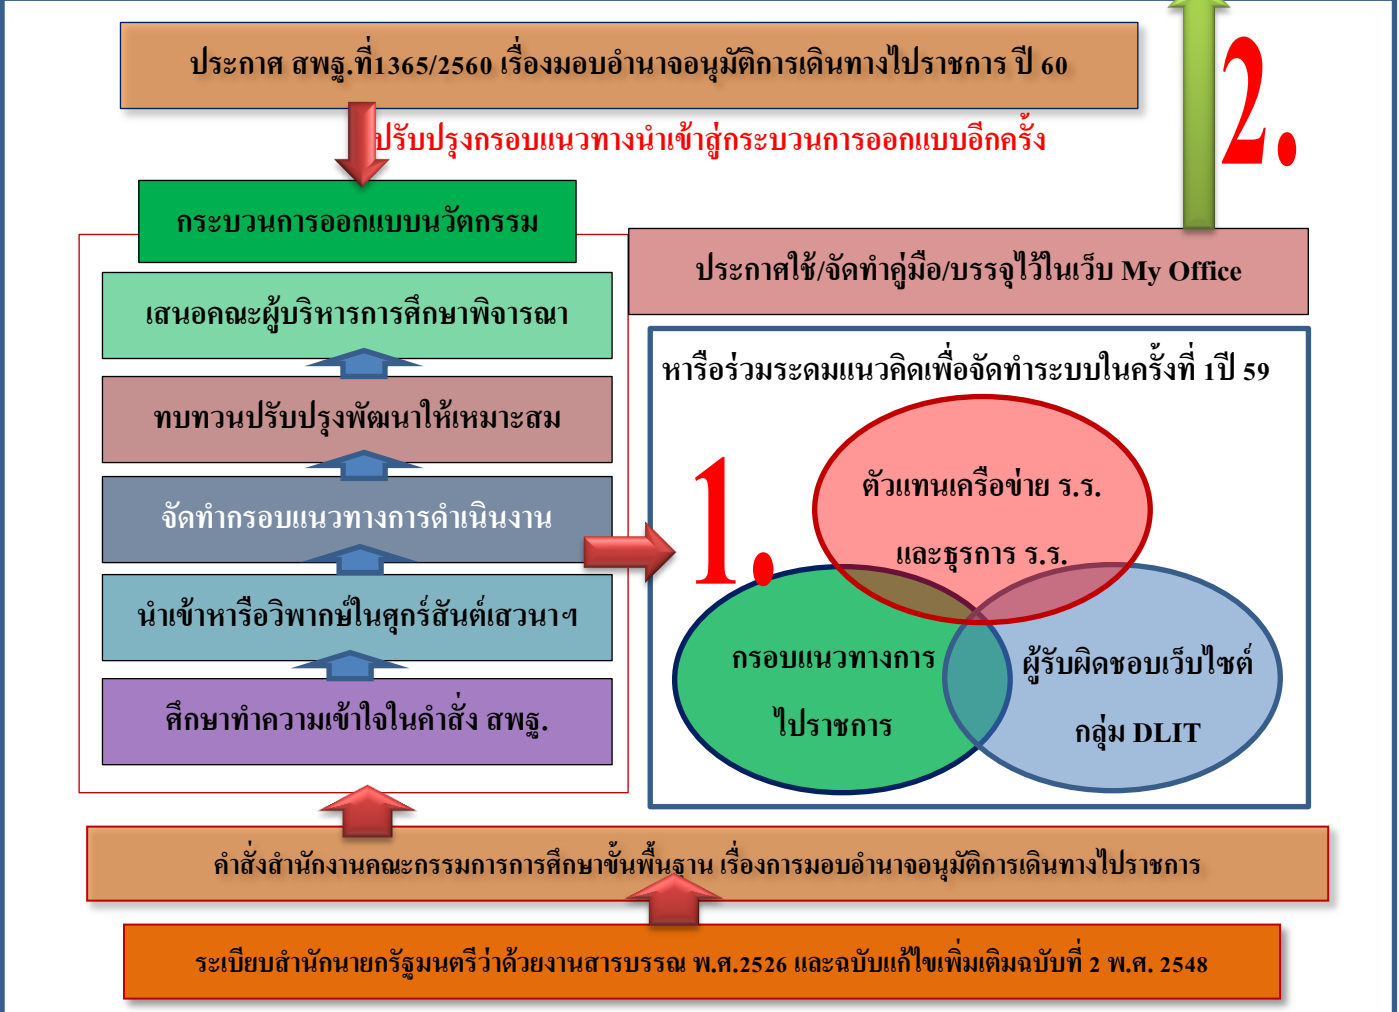 ประกาศ สพฐ.ที่1365/2560 เรื่องมอบอำนาจอนุมัติการเดินทางไปราชการ ปี 60
2.
ปรับปรุงกรอบแนวทางนำเข้าสู่กระบวนการออกแบบอีกครั้ง
กระบวนการออกแบบนวัตกรรม
ประกาศใช้/จัดทำคู่มือ/บรรจุไว้ในเว็บ My Office
เสนอคณะผู้บริหารการศึกษาพิจารณา
ทบทวนปรับปรุงพัฒนาให้เหมาะสม
จัดทำกรอบแนวทางการดำเนินงาน
นำเข้าหารือวิพากษ์ในศุกร์สันต์เสวนาฯ
ศึกษาทำความเข้าใจในคำสั่ง สพฐ.
1.
หารือร่วมระดมแนวคิดเพื่อจัดทำระบบในครั้งที่ 1ปี 59
ตัวแทนเครือข่าย ร.ร.
และธุรการ ร.ร.
กรอบแนวทางการ
ไปราชการ
ผู้รับผิดชอบเว็บไซต์
กลุ่ม DLIT
คำสั่งสำนักงานคณะกรรมการการศึกษาขั้นพื้นฐาน เรื่องการมอบอำนาจอนุมัติการเดินทางไปราชการ
ระเบียบสำนักนายกรัฐมนตรีว่าด้วยงานสารบรรณ พ.ศ.2526 และฉบับแก้ไขเพิ่มเติมฉบับที่ 2 พ.ศ. 2548